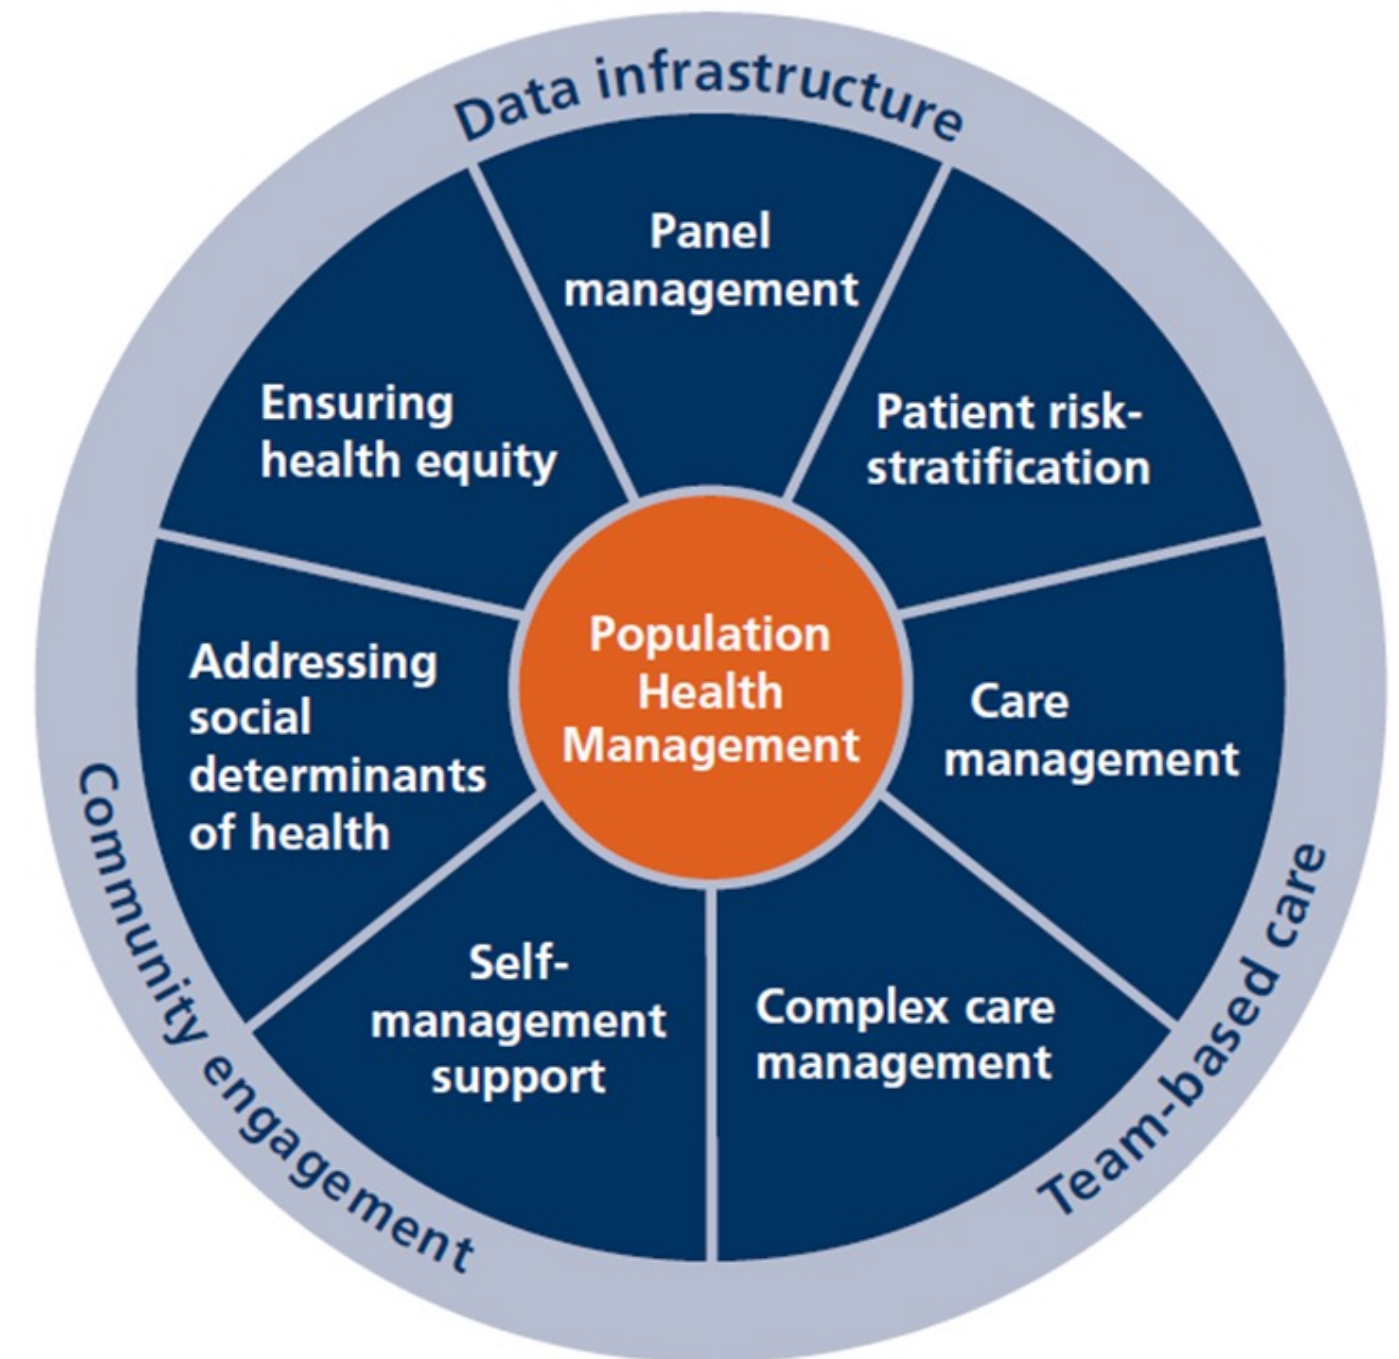 Data infrastructure
Panel
management
Patient risk-
stratification
Care
management
Complex care
management
Self-
management
support
Addressing
social
determinants
of health
Ensuring
health equity
Population
Health
Management
Team-based care
Community engagement